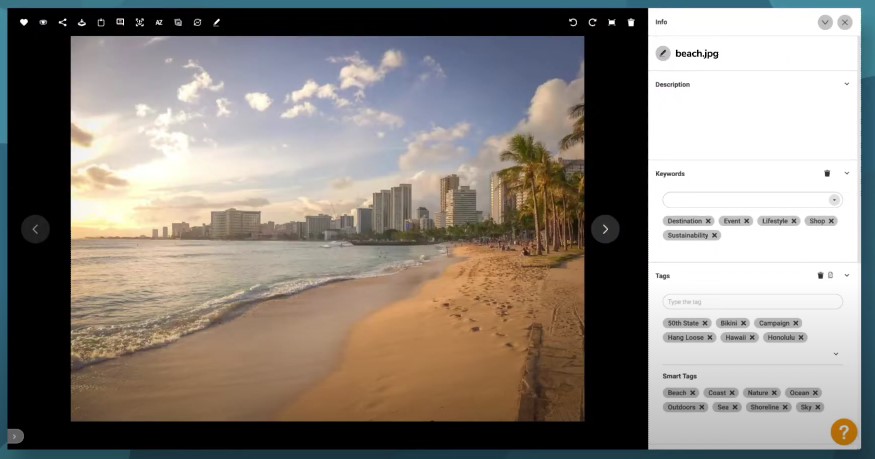 AZ
Info
beach.jpg
Description
Keywords
Destination Event Lifestyle Shop
Sustainability
Tags
Type the tag
50th State Bikini Campaign
Hang Loose Hawaii Honolulu
Smart Tags
Beach Coast Nature Ocean
Outdoors Sea Shoreline Sky
?